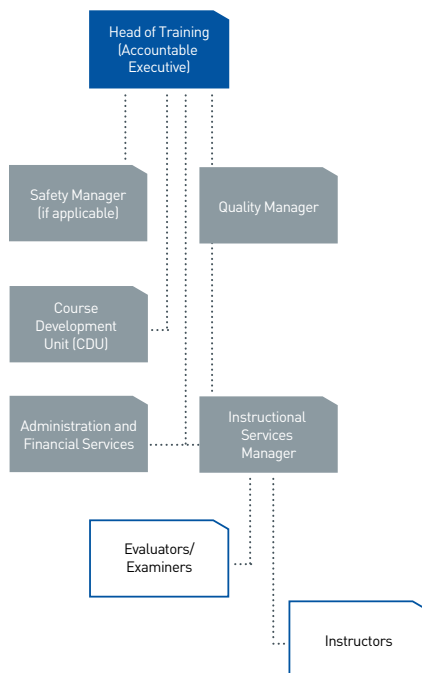 Head of Training
(Accountable
Executive)
Safety Manager
(if applicable)
Quality Manager
Course
Development
Unit (CDU)
Administration and
Financial Services
Instructional
Services
Manager
Evaluators/
Examiners
Instructors